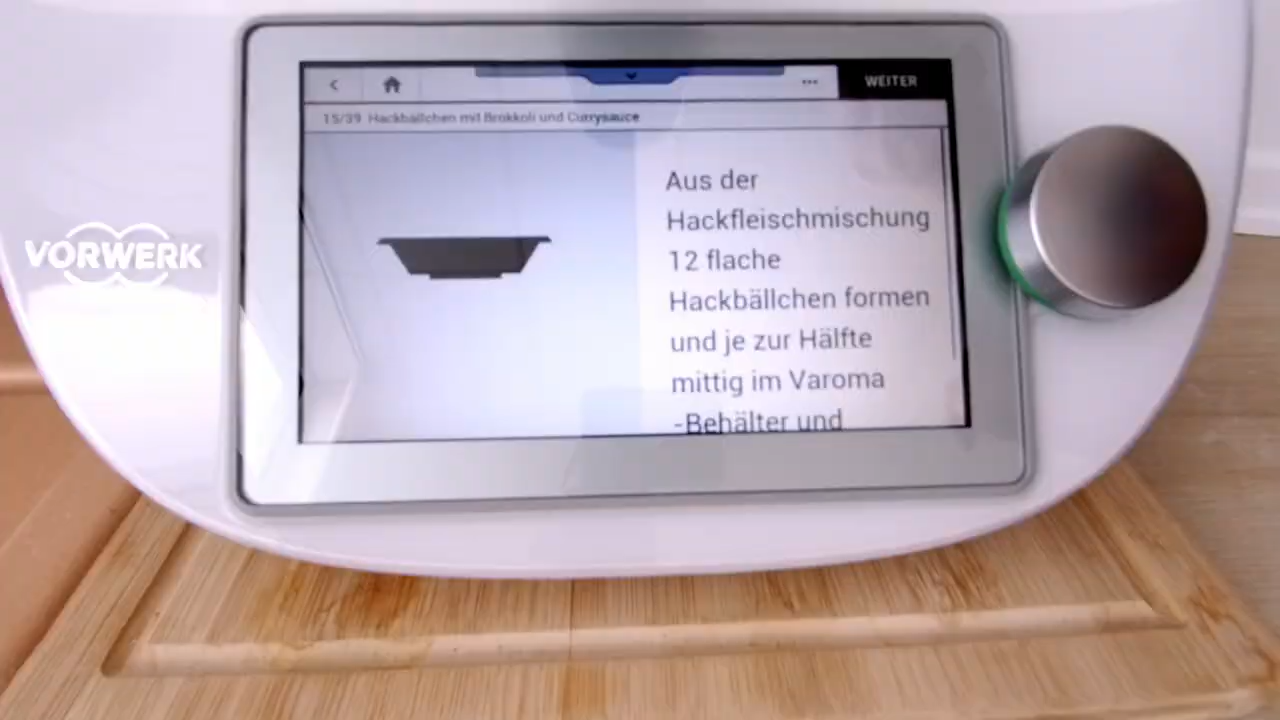 WEITER
15/39 Hackbällchen mit Brokkoli und Currysauce
Aus der
Hackfleischmischung
12 flache
Hackbällchen formen
und je zur Hälfte
mittig im Varoma
-Behälter und
VORWERK